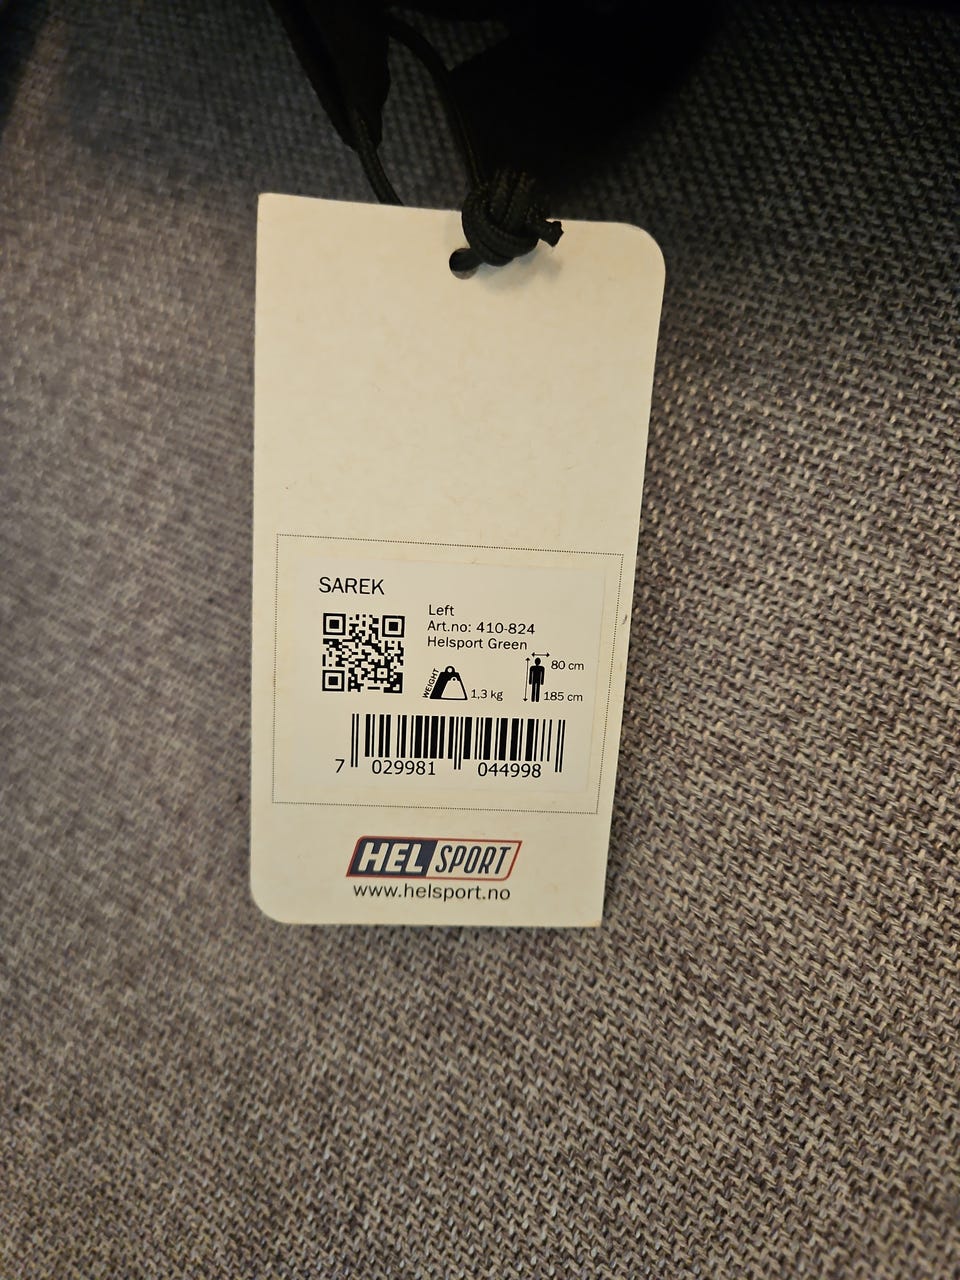 SAREK
Left
Art.no: 410-824
Helsport Green
WEIGHT 1,3 kg
80 cm
185 cm
7 029981 044998
HELSPORT
www.helsport.no